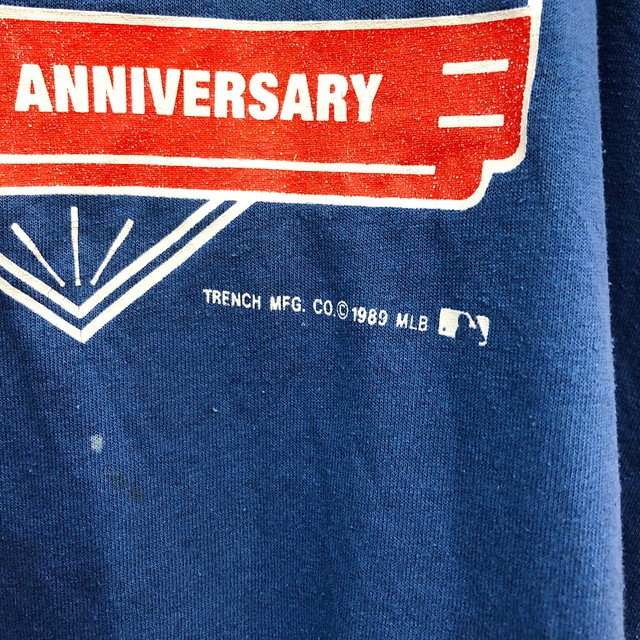 ANNIVERSARY
TRENCH MFG. CO.©1989 MLB